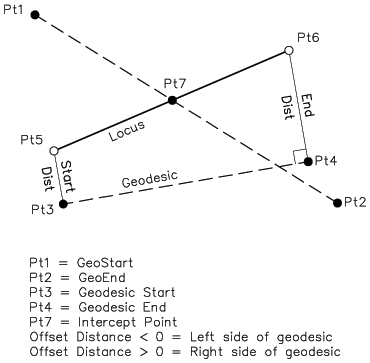 Pt1
Pt6
Pt7
End
Dist
Locus
Pt5
Start
Dist
Geodesic
Pt4
Pt3
Pt2
Pt1 = GeoStart
Pt2 = GeoEnd
Pt3 = Geodesic Start
Pt4 = Geodesic End
Pt7 = Intercept Point
Offset Distance < 0 = Left side of geodesic
Offset Distance > 0 = Right side of geodesic